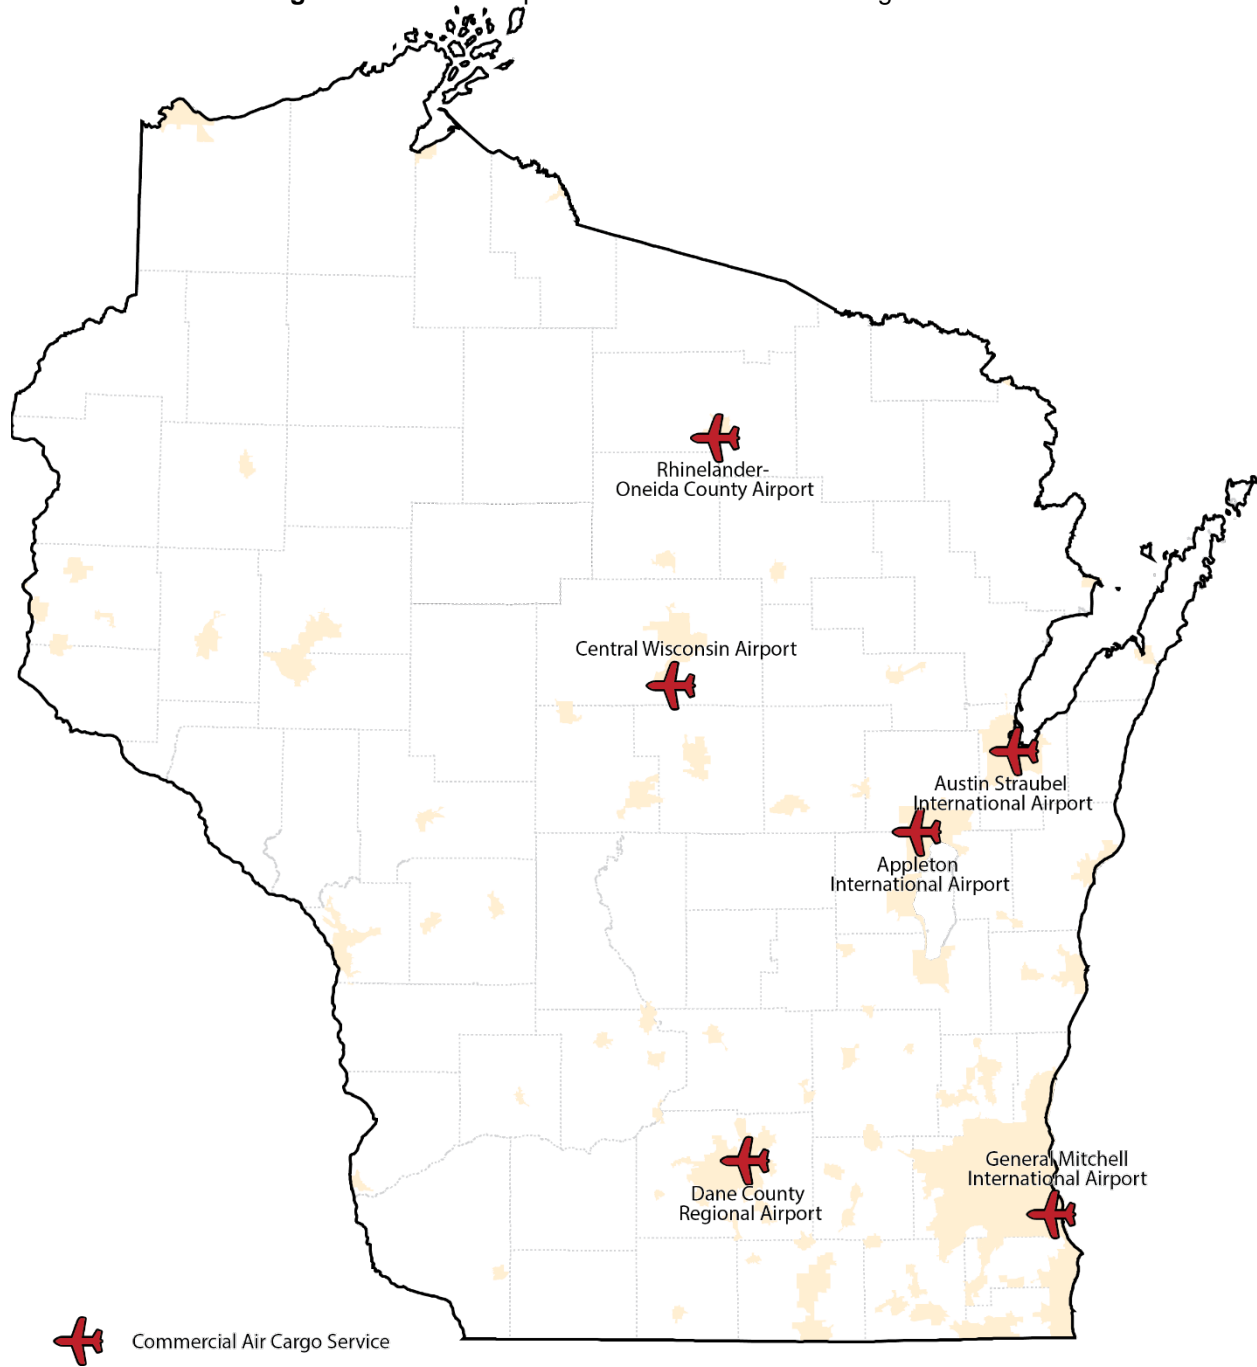 Rhinelander-
Oneida County Airport
Central Wisconsin Airport
Austin Straubel
International Airport
Appleton
International Airport
General Mitchell
International Airport
Dane County
Regional Airport
Commercial Air Cargo Service